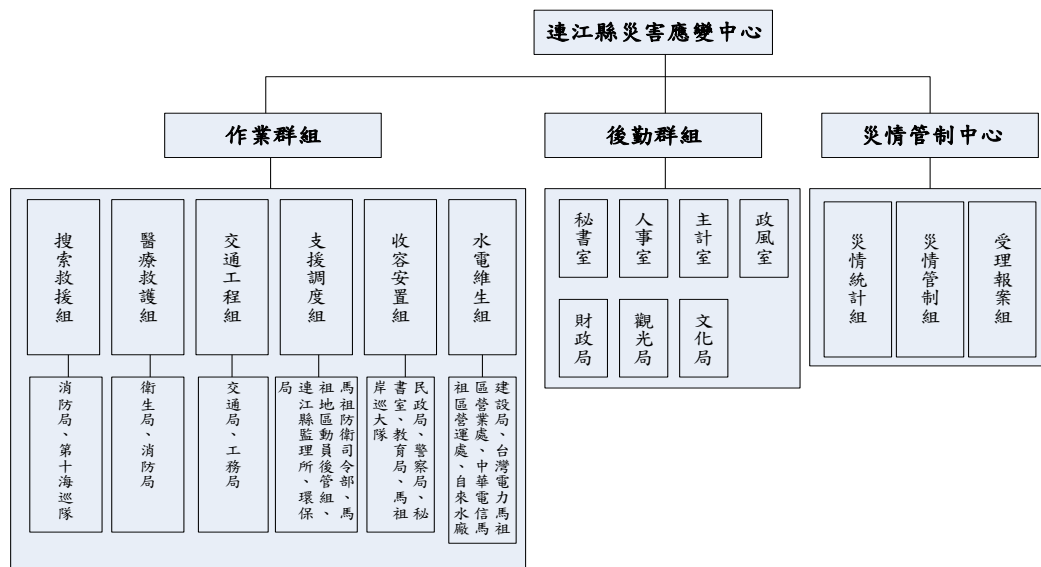 連江縣災害應變中心
作業群組
後勤群組
災情管制中心
搜索救援組
醫療救護組
交通工程組
支援調度組
收容安置組
水電維生組
秘書室
人事室
主計室
政風室
財政局
觀光局
文化局
災情統計組
災情管制組
受理報案組
消防局、第十海巡隊
衛生局、消防局
交通局、工務局
馬祖防衛司令部、馬
祖地區動員後管組、
連江縣監理所、環保
局
民政局、警察局、秘
書室、教育局、馬祖
岸巡大隊
建設局、台灣電力馬祖
區營業處、中華電信馬
祖區營運處、自來水廠